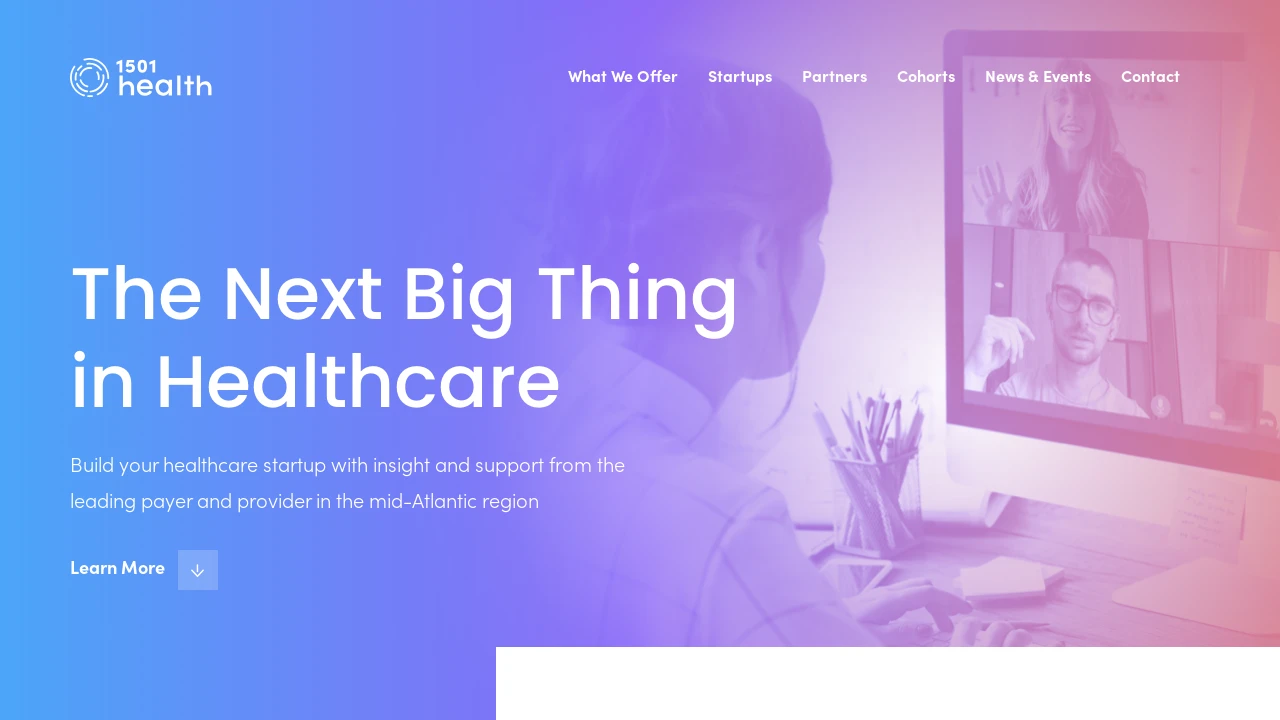 1501
health
What We Offer Startups Partners Cohorts News & Events Contact
The Next Big Thing
in Healthcare
Build your healthcare startup with insight and support from the
leading payer and provider in the mid-Atlantic region
Learn More